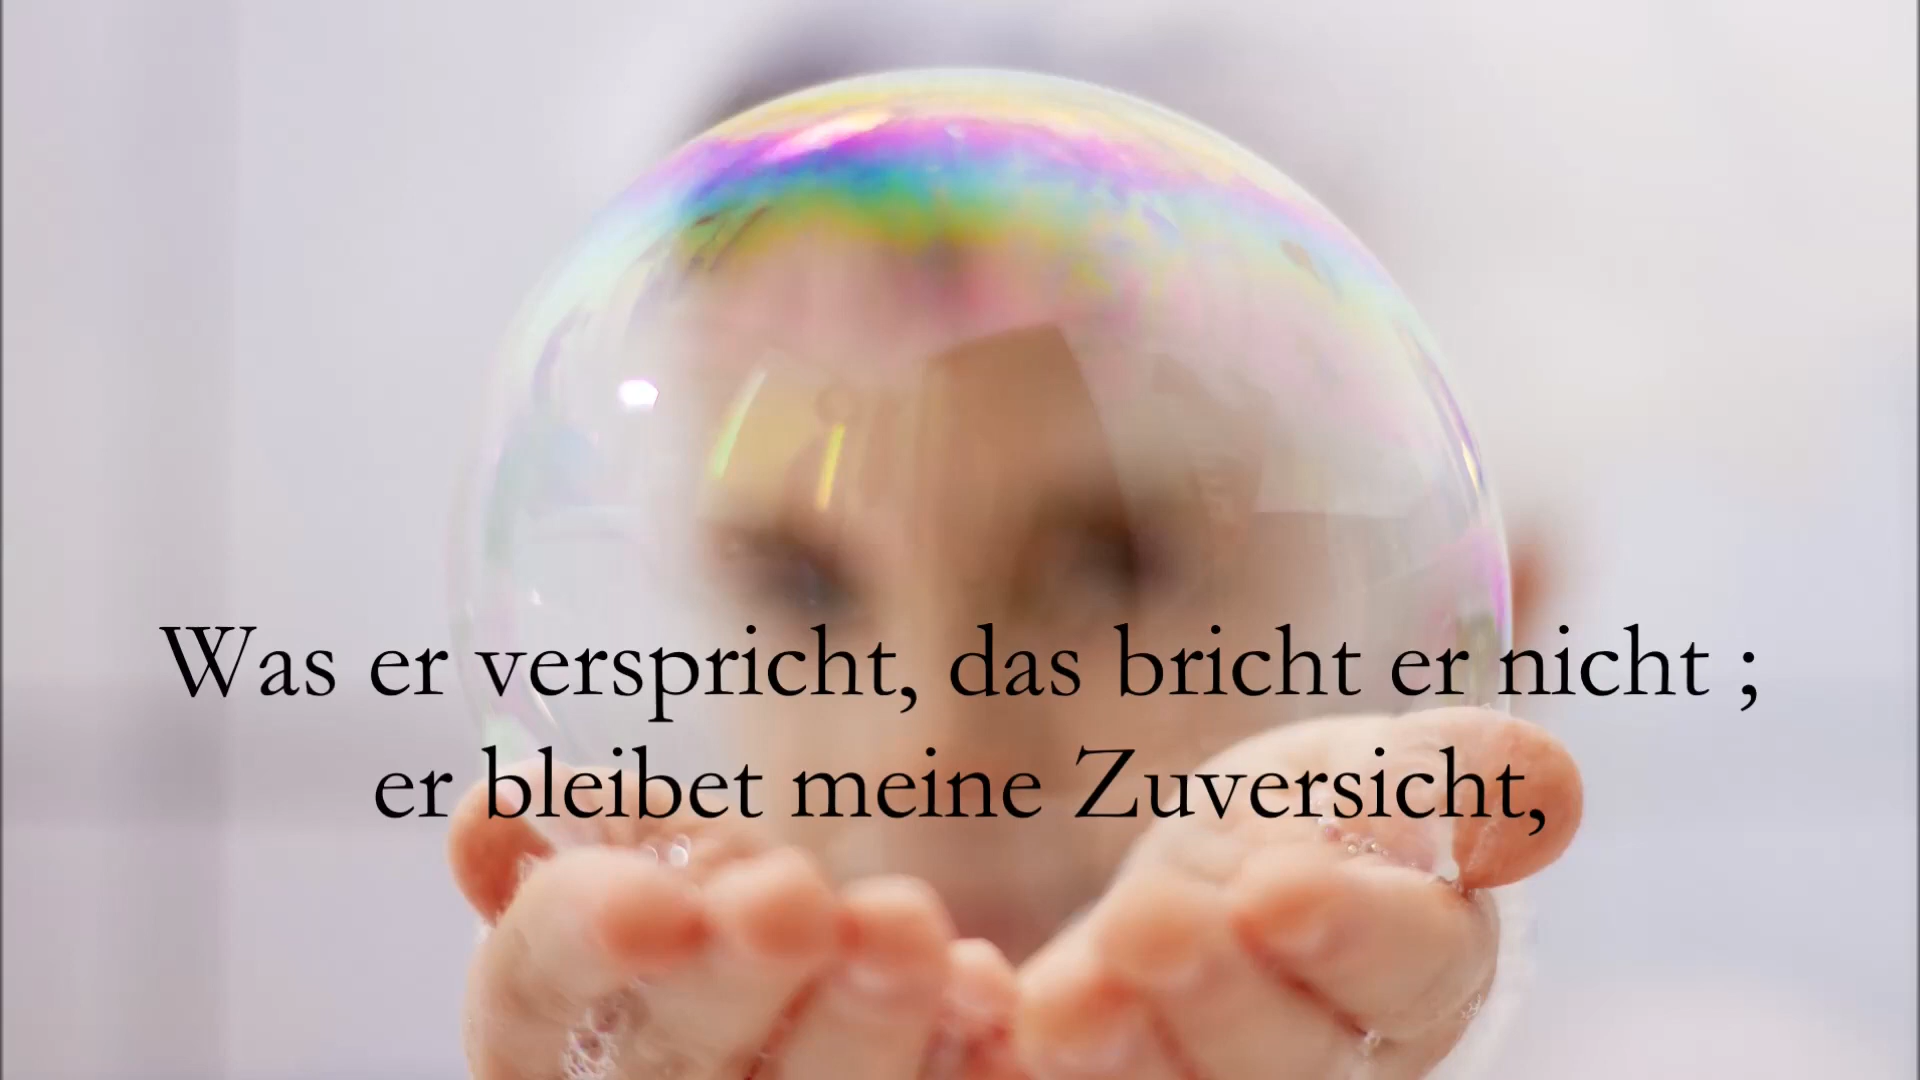 Was er verspricht, das bricht er nicht ;
er bleibet meine Zuversicht,